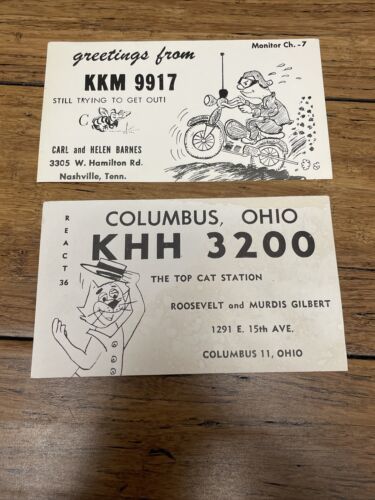 greetings from
Monitor Ch. -7
KKM 9917
STILL TRYING TO GET OUT!
C
CARL and HELEN BARNES
3305 W. Hamilton Rd.
Nashville, Tenn.
REACT
36
COLUMBUS, OHIO
KHH 3200
THE TOP CAT STATION
ROOSEVELT and MURDIS GILBERT
1291 E. 15th AVE.
COLUMBUS 11, OHIO